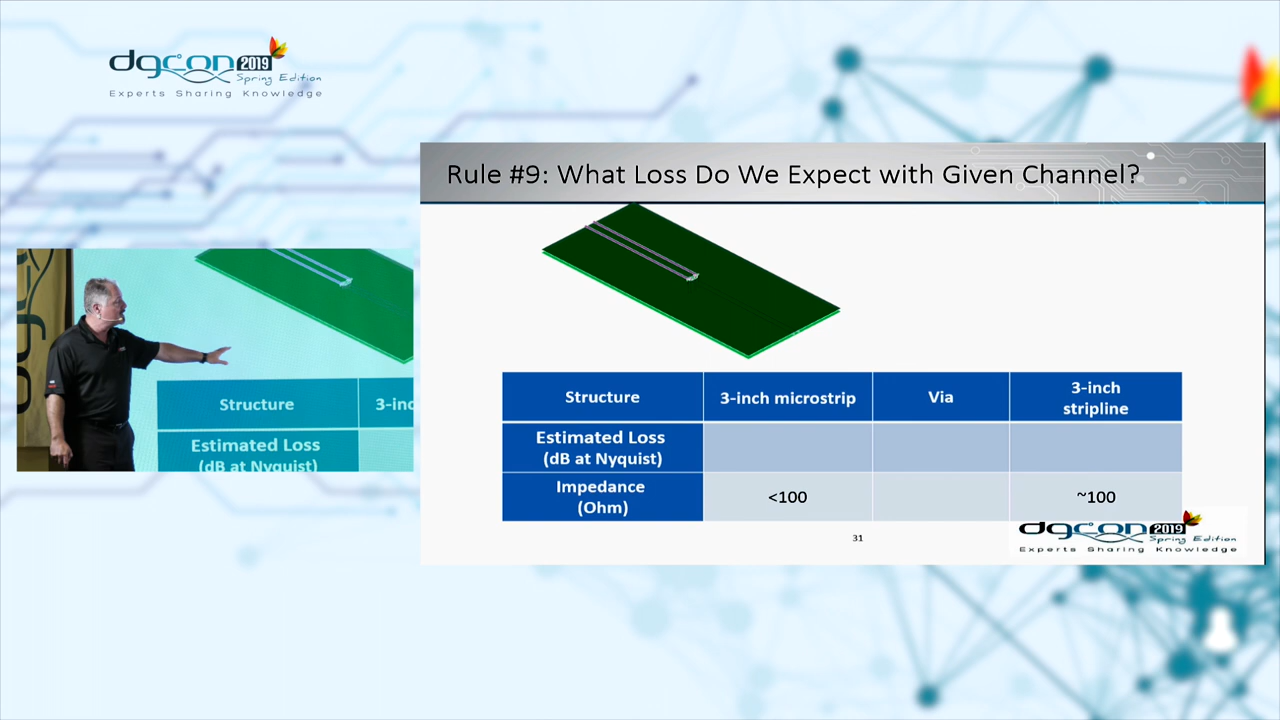 dgcon 2019
Spring Edition
Experts Sharing Knowledge
Rule #9: What Loss Do We Expect with Given Channel?
Structure
3-inc
Estimated Loss
(dB at Nyquist)
Structure
3-inch microstrip
Via
3-inch
stripline
Estimated Loss
(dB at Nyquist)
Impedance
(Ohm)
<100
~100
31
dgcon 2019
Spring Edition
Experts Sharing Knowledge